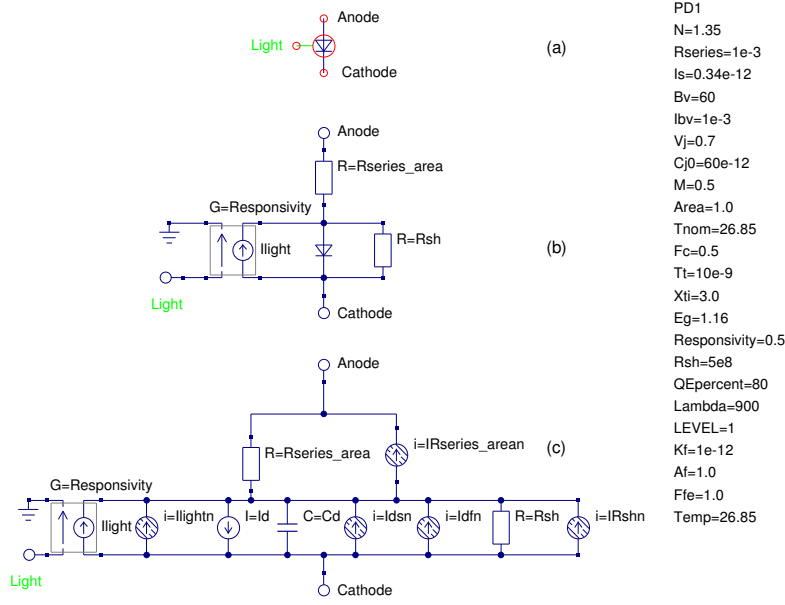 Anode
Light
(a)
Cathode
Anode
R=Rseries_area
G=Responsivity
Ilight
R=Rsh
(b)
Light
Cathode
Anode
R=Rseries_area
i=IRseries_arean
(c)
G=Responsivity
Ilight
i=Ilightn
I=Id
C=Cd
i=Idsn
i=Idfn
R=Rsh
i=IRshn
Light
Cathode
PD1
N=1.35
Rseries=1e-3
Is=0.34e-12
Bv=60
Ibv=1e-3
Vj=0.7
Cj0=60e-12
M=0.5
Area=1.0
Tnom=26.85
Fc=0.5
Tt=10e-9
Xti=3.0
Eg=1.16
Responsivity=0.5
Rsh=5e8
QEpercent=80
Lambda=900
LEVEL=1
Kf=1e-12
Af=1.0
Ffe=1.0
Temp=26.85